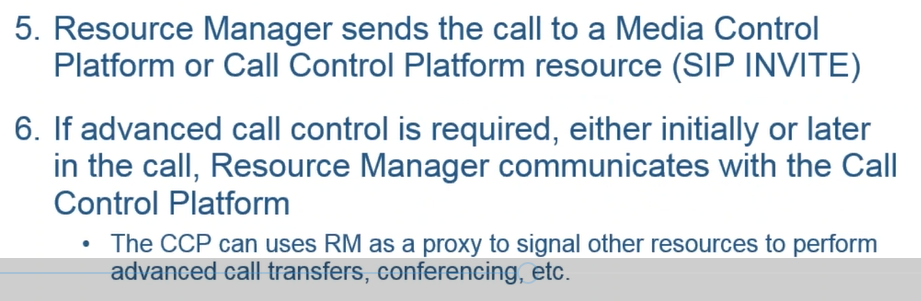 5. Resource Manager sends the call to a Media Control
Platform or Call Control Platform resource (SIP INVITE)
6. If advanced call control is required, either initially or later
in the call, Resource Manager communicates with the Call
Control Platform
• The CCP can uses RM as a proxy to signal other resources to perform
advanced call transfers, conferencing, etc.